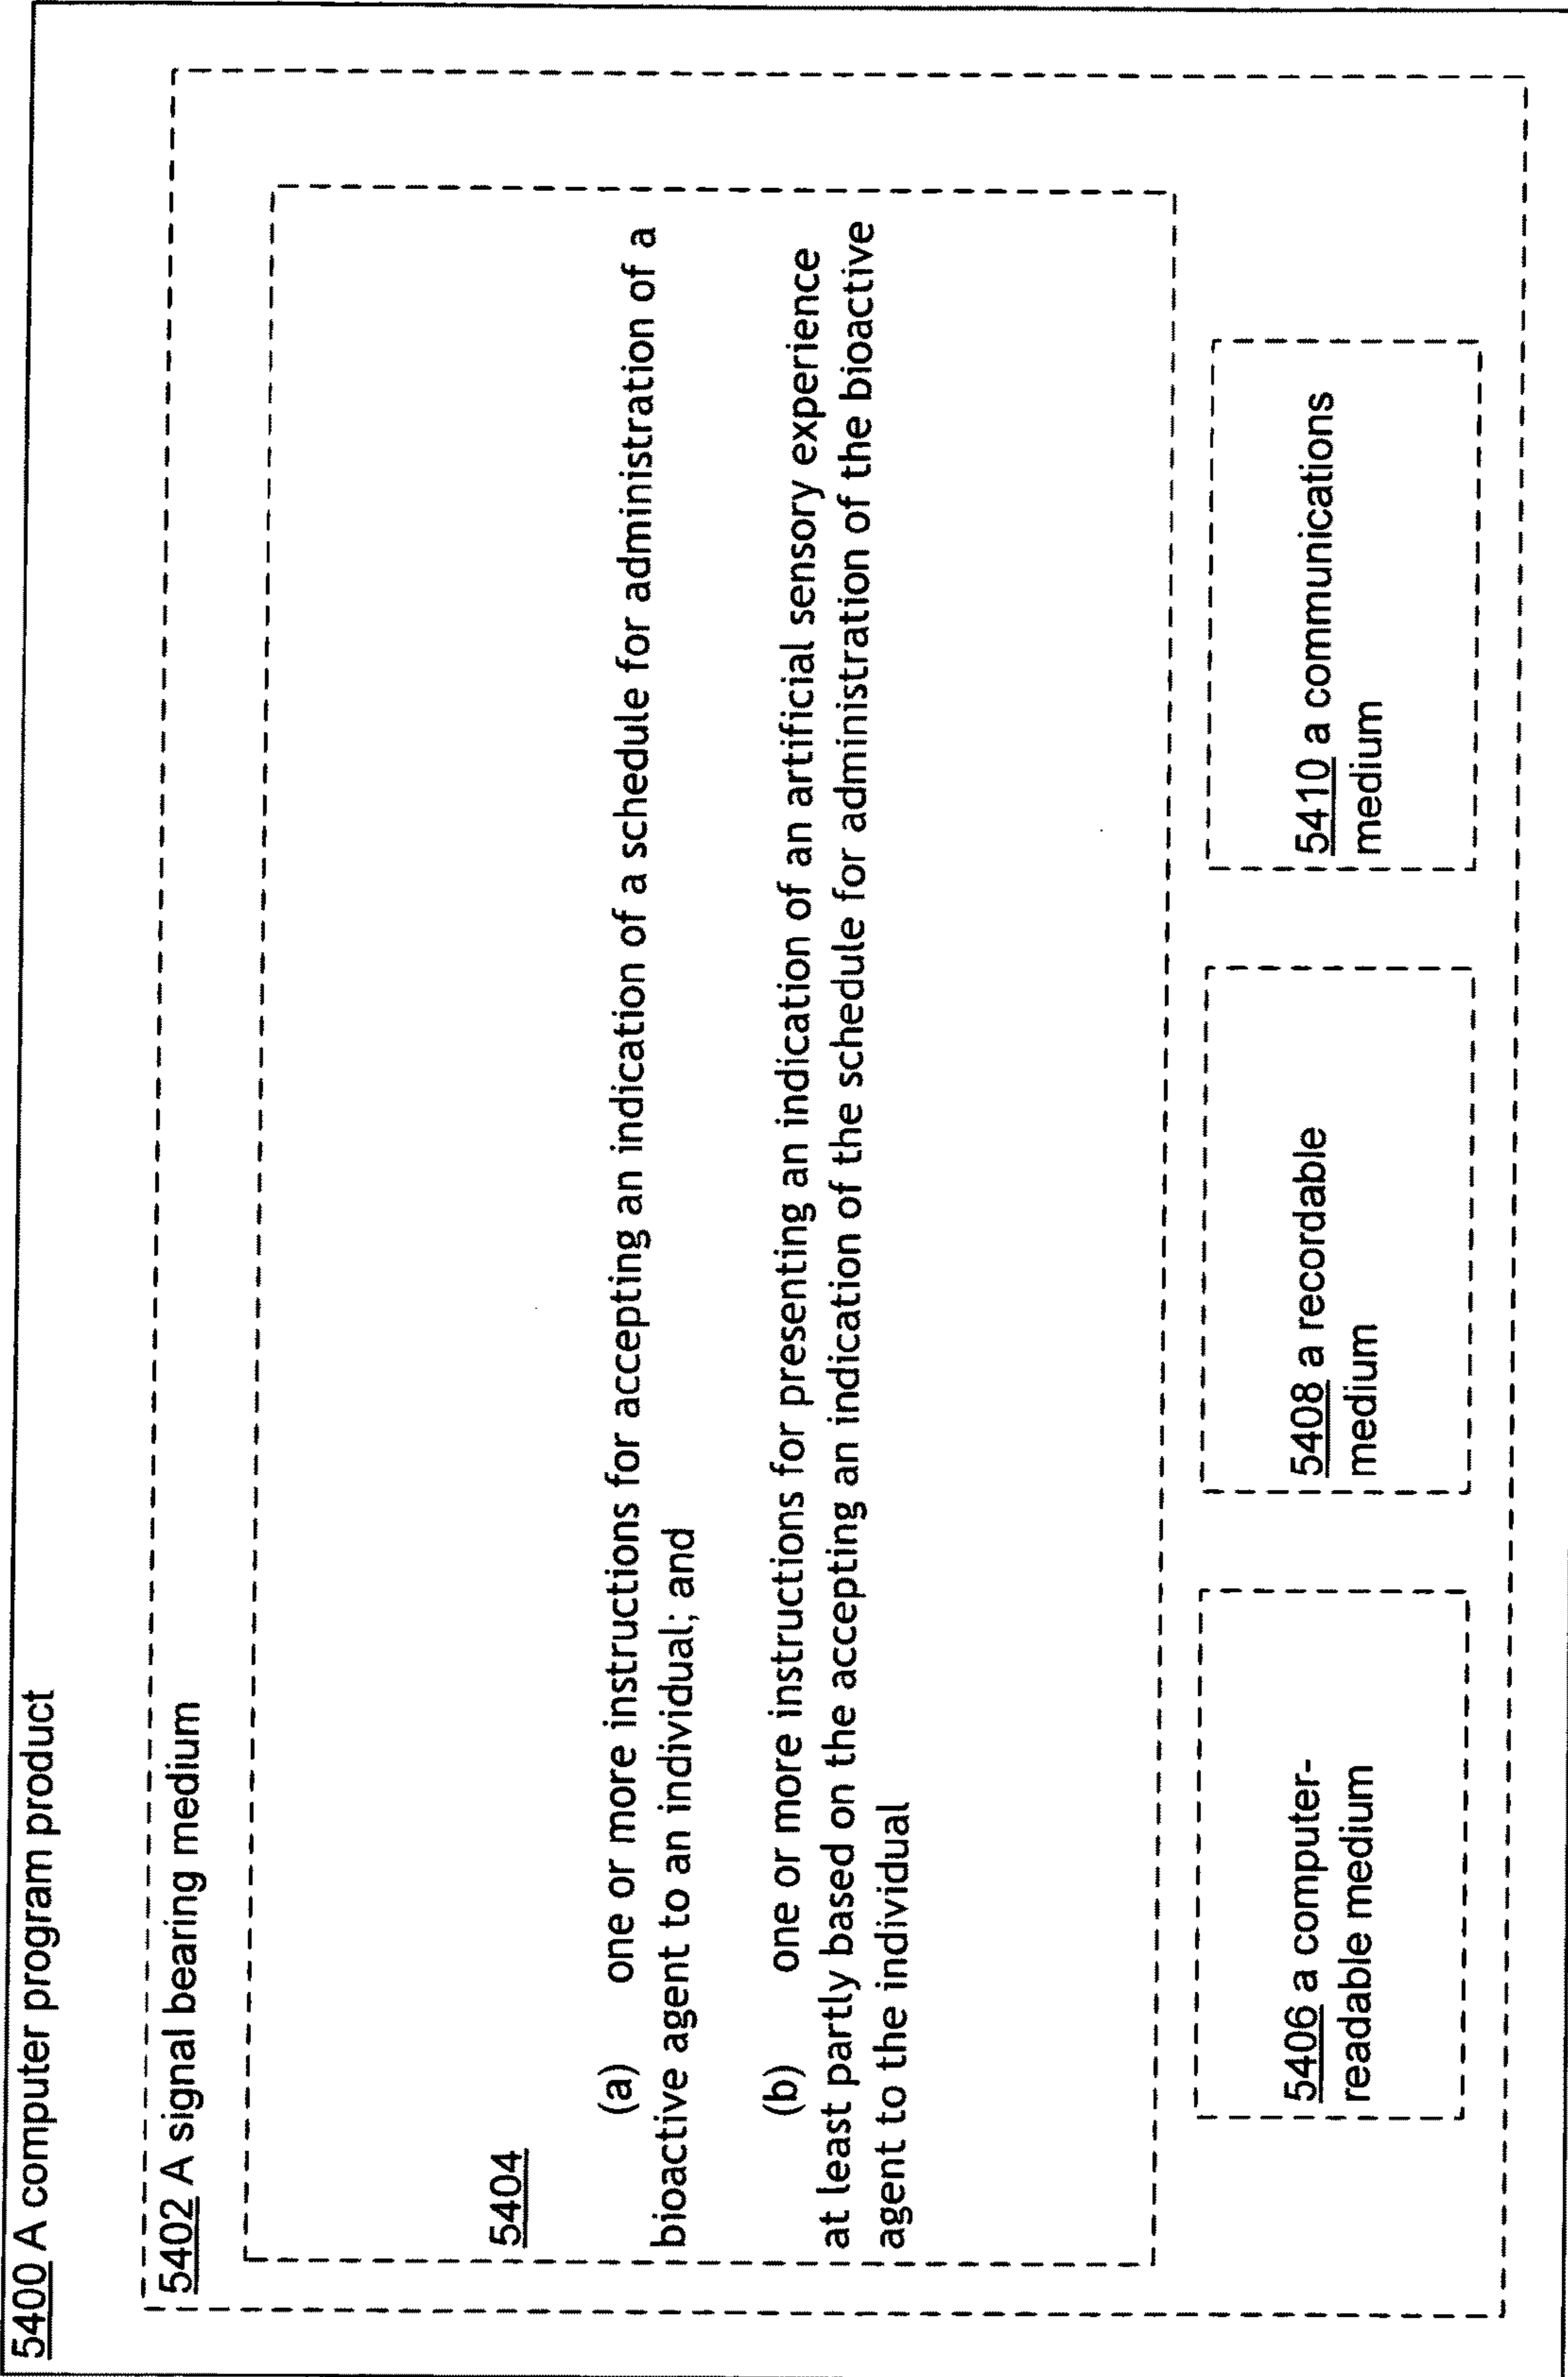 5400 A computer program product
5402 A signal bearing medium
5404
(a) one or more instructions for accepting an indication of a schedule for administration of a
bioactive agent to an individual; and
(b) one or more instructions for presenting an indication of an artificial sensory experience
at least partly based on the accepting an indication of the schedule for administration of the bioactive
agent to the individual
5406 a computer-
readable medium
5408 a recordable
medium
5410 a communications
medium